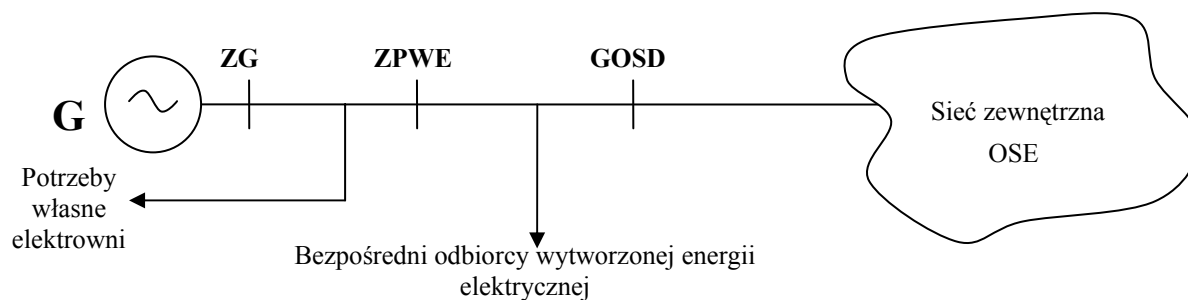 ZG
ZPWE
GOSD
G
Sieć zewnętrzna
OSE
Potrzeby
własne
elektrowni
Bezpośredni odbiorcy wytworzonej energii
elektrycznej